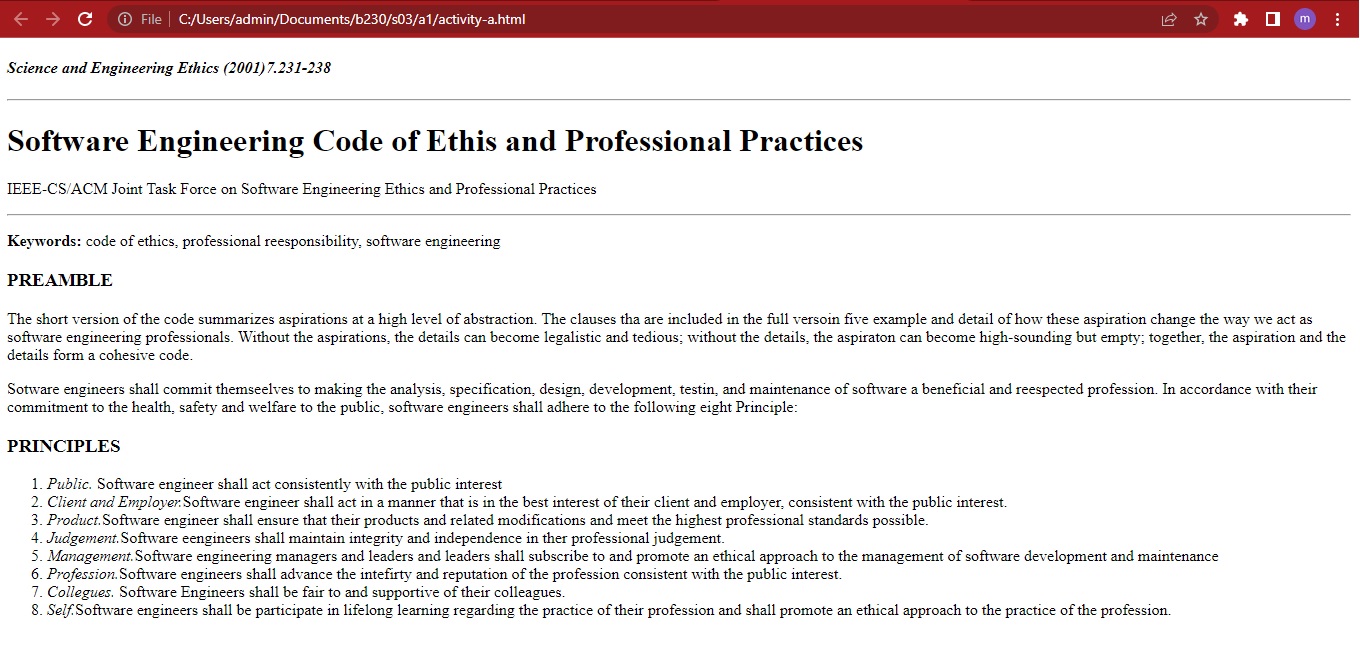 File C:/Users/admin/Documents/b230/s03/a1/activity-a.html m
Science and Engineering Ethics (2001)7.231-238
Software Engineering Code of Ethis and Professional Practices
IEEE-CS/ACM Joint Task Force on Software Engineering Ethics and Professional Practices
Keywords: code of ethics, professional reesponsibility, software engineering
PREAMBLE
The short version of the code summarizes aspirations at a high level of abstraction. The clauses tha are included in the full versoin five example and detail of how these aspiration change the way we act as
software engineering professionals. Without the aspirations, the details can become legalistic and tedious; without the details, the aspiraton can become high-sounding but empty; together, the aspiration and the
details form a cohesive code.
Sotware engineers shall commit themseelves to making the analysis, specification, design, development, testin, and maintenance of software a beneficial and reespected profession. In accordance with their
commitment to the health, safety and welfare to the public, software engineers shall adhere to the following eight Principle:
PRINCIPLES
1. Public. Software engineer shall act consistently with the public interest
2. Client and Employer.Software engineer shall act in a manner that is in the best interest of their client and employer, consistent with the public interest.
3. Product.Software engineer shall ensure that their products and related modifications and meet the highest professional standards possible.
4. Judgement.Software eengineers shall maintain integrity and independence in ther professional judgement.
5. Management.Software engineering managers and leaders and leaders shall subscribe to and promote an ethical approach to the management of software development and maintenance
6. Profession.Software engineers shall advance the intefirty and reputation of the profession consistent with the public interest.
7. Collegues. Software Engineers shall be fair to and supportive of their colleagues.
8. Self.Software engineers shall be participate in lifelong learning regarding the practice of their profession and shall promote an ethical approach to the practice of the profession.